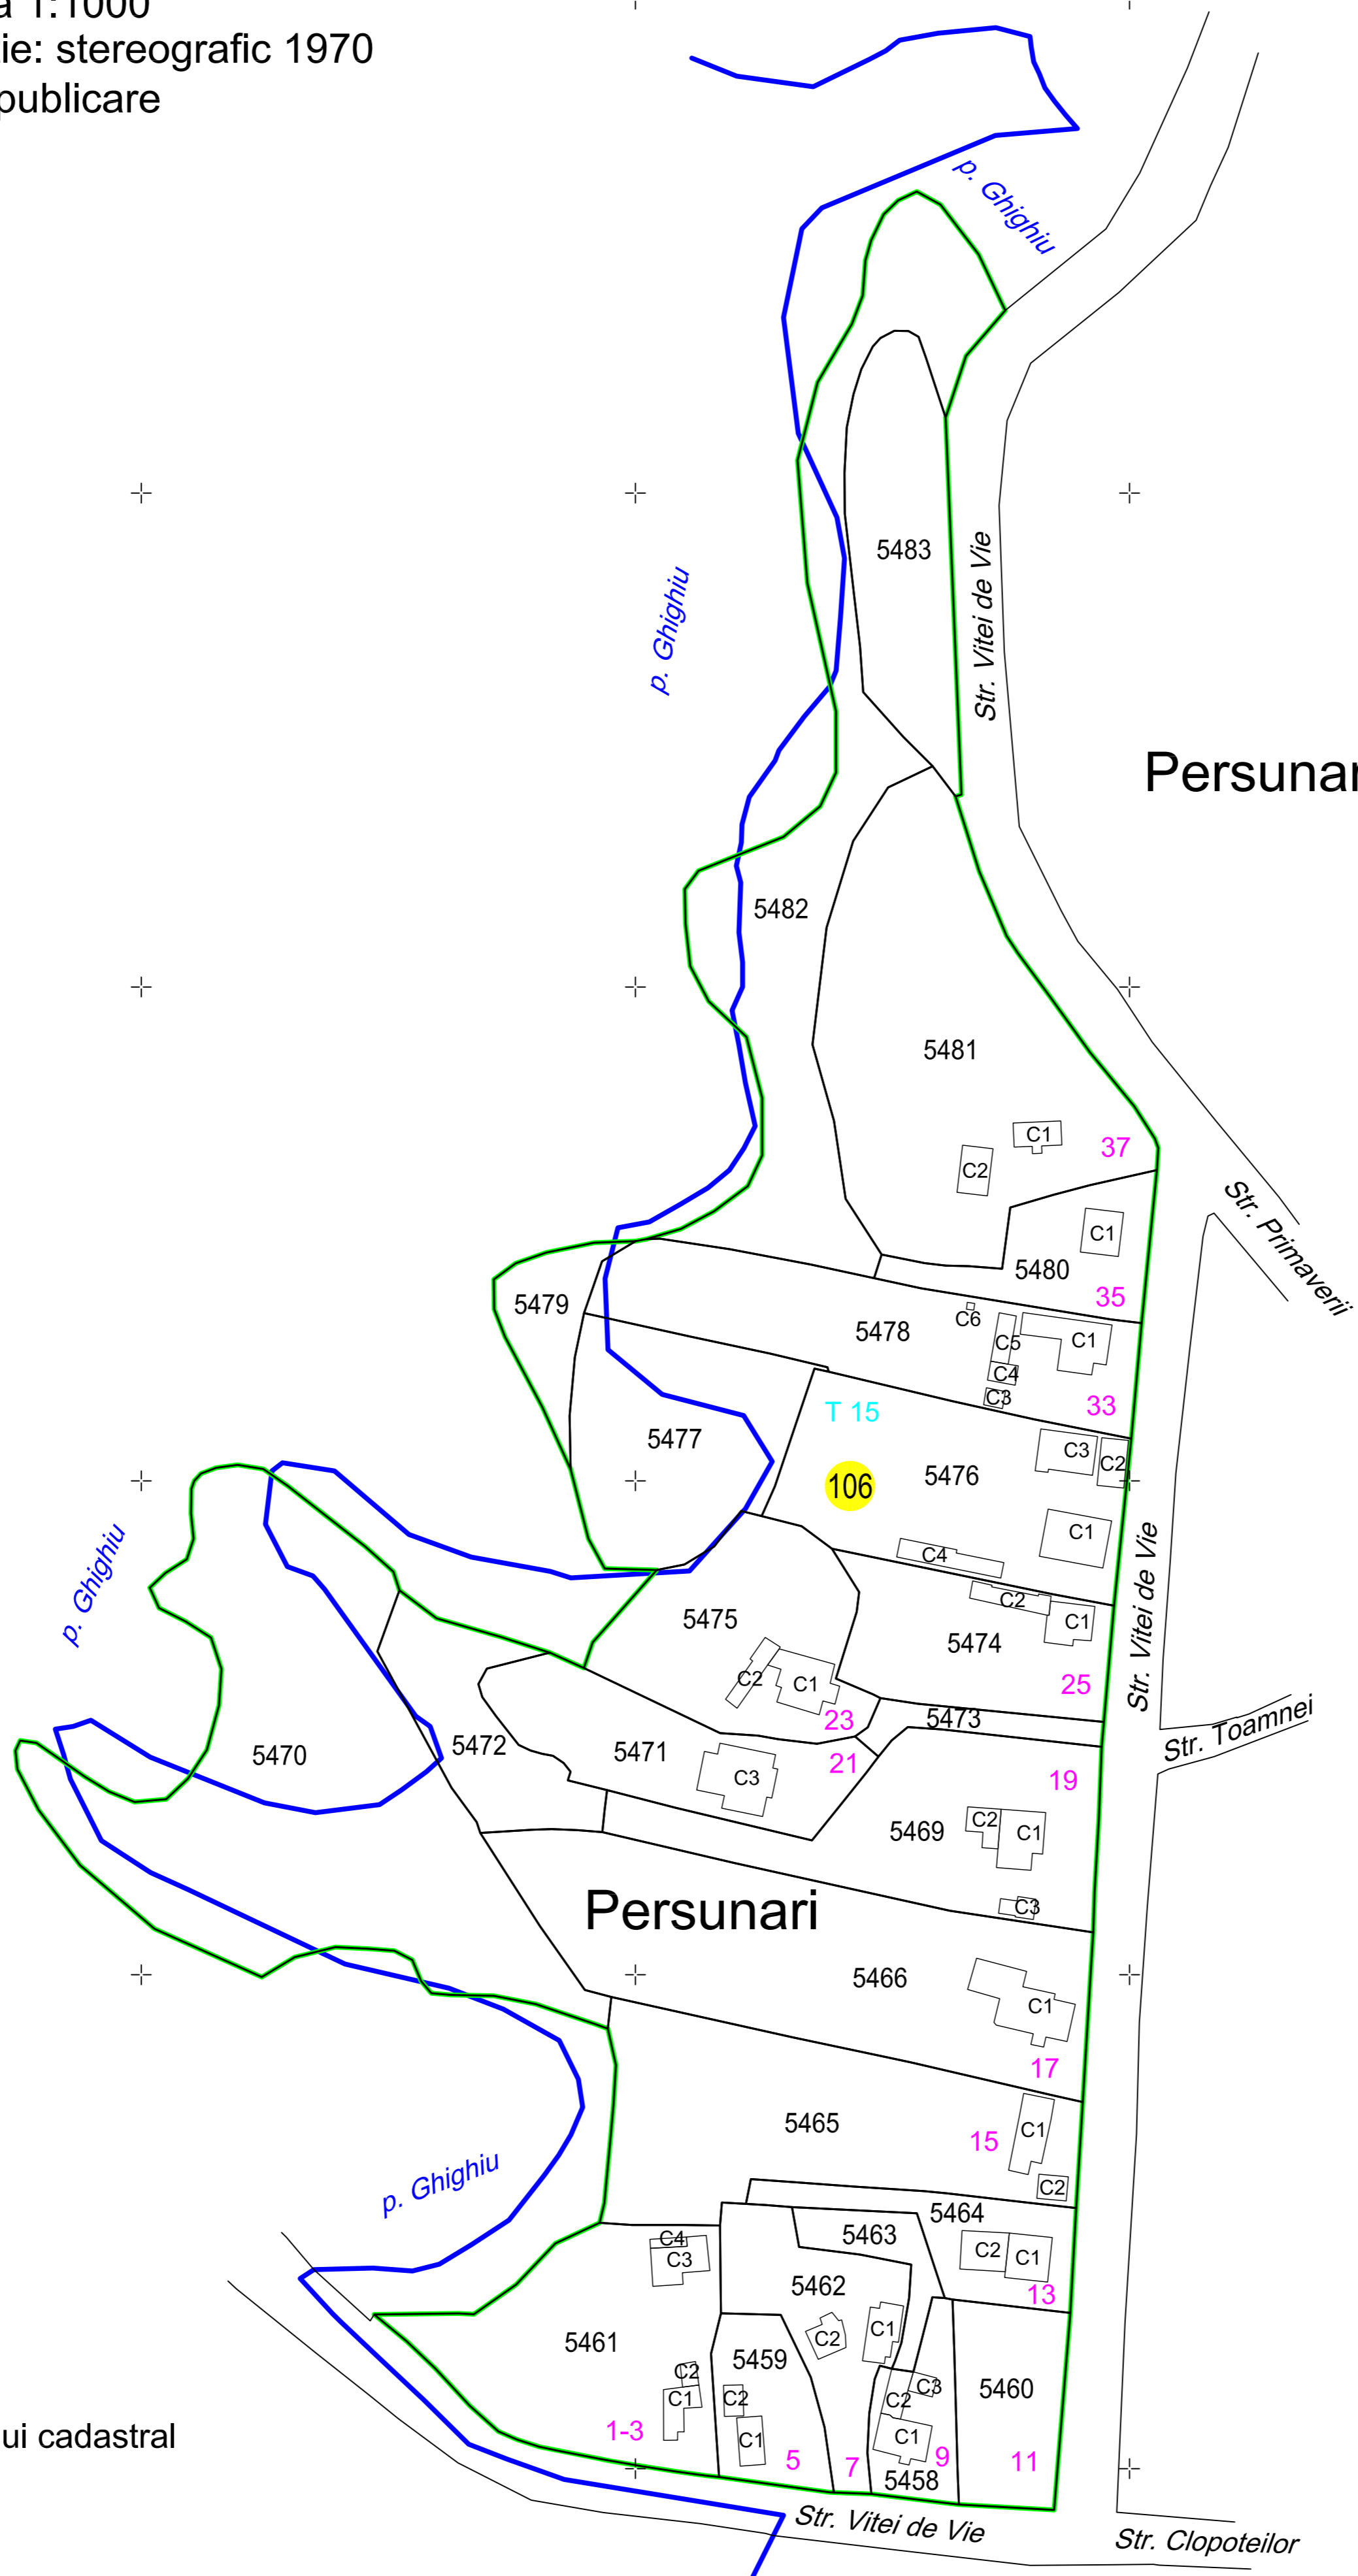 a 1:1000
ie: stereografic 1970
publicare
p. Ghighiu
5483
Str. Vitei de Vie
p. Ghighiu
Persunar
5482
5481
C1
37
C2
Str. Primaverii
C1
5480
35
5479
C6
5478
C5
C1
C4
C3
33
T 15
5477
C3
C2
5476
106
C1
C4
p. Ghighiu
Str. Vitei de Vie
C2
C1
5475
5474
C2
C1
25
23
5473
Str. Toamnei
5470
5472
5471
21
C3
19
C2
C1
5469
C3
Persunari
5466
C1
17
5465
15
C1
C2
p. Ghighiu
5464
5463
C4
C3
C2
C1
5462
13
C2
C1
5461
5459
C2
C3
5460
C2
C1
C2
1-3
C1
C1
5
7
9
11
5458
ui cadastral
Str. Vitei de Vie
Str. Clopoteilor